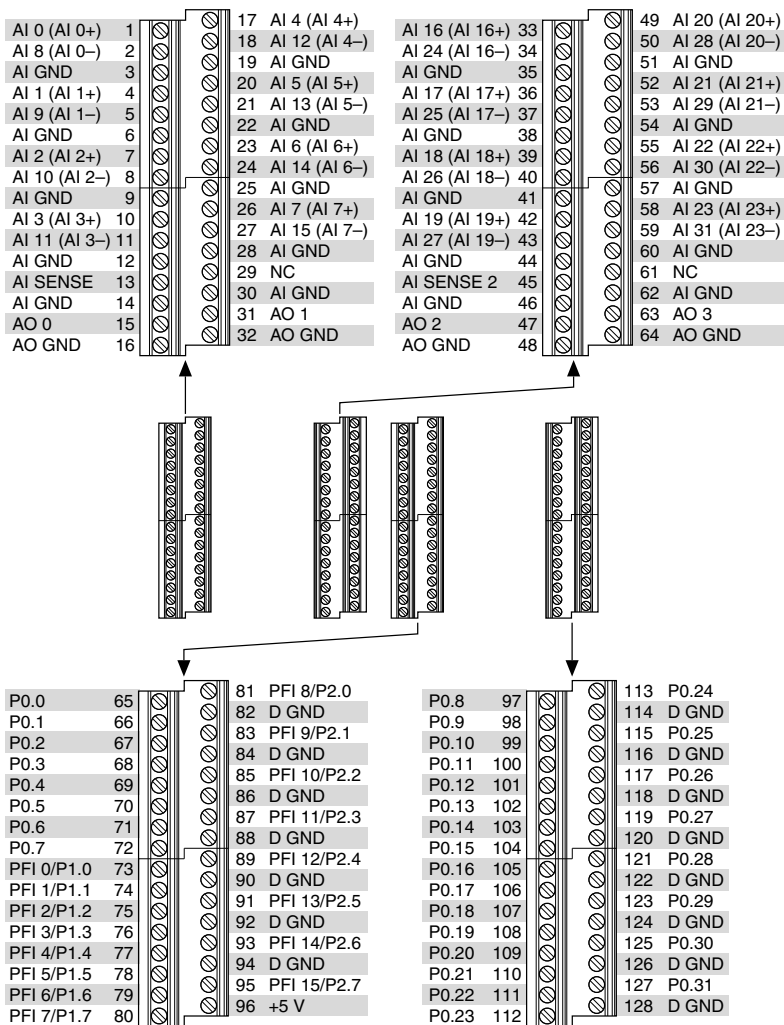 AI 0 (AI 0+) 1
AI 8 (AI 0–) 2
AI GND 3
AI 1 (AI 1+) 4
AI 9 (AI 1–) 5
AI GND 6
AI 2 (AI 2+) 7
AI 10 (AI 2–) 8
AI GND 9
AI 3 (AI 3+) 10
AI 11 (AI 3–) 11
AI GND 12
AI SENSE 13
AI GND 14
AO 0 15
AO GND 16
17 AI 4 (AI 4+)
18 AI 12 (AI 4–)
19 AI GND
20 AI 5 (AI 5+)
21 AI 13 (AI 5–)
22 AI GND
23 AI 6 (AI 6+)
24 AI 14 (AI 6–)
25 AI GND
26 AI 7 (AI 7+)
27 AI 15 (AI 7–)
28 AI GND
29 NC
30 AI GND
31 AO 1
32 AO GND
AI 16 (AI 16+) 33
AI 24 (AI 16–) 34
AI GND 35
AI 17 (AI 17+) 36
AI 25 (AI 17–) 37
AI GND 38
AI 18 (AI 18+) 39
AI 26 (AI 18–) 40
AI GND 41
AI 19 (AI 19+) 42
AI 27 (AI 19–) 43
AI GND 44
AI SENSE 2 45
AI GND 46
AO 2 47
AO GND 48
49 AI 20 (AI 20+)
50 AI 28 (AI 20–)
51 AI GND
52 AI 21 (AI 21+)
53 AI 29 (AI 21–)
54 AI GND
55 AI 22 (AI 22+)
56 AI 30 (AI 22–)
57 AI GND
58 AI 23 (AI 23+)
59 AI 31 (AI 23–)
60 AI GND
61 NC
62 AI GND
63 AO 3
64 AO GND
P0.0 65
P0.1 66
P0.2 67
P0.3 68
P0.4 69
P0.5 70
P0.6 71
P0.7 72
PFI 0/P1.0 73
PFI 1/P1.1 74
PFI 2/P1.2 75
PFI 3/P1.3 76
PFI 4/P1.4 77
PFI 5/P1.5 78
PFI 6/P1.6 79
PFI 7/P1.7 80
81 PFI 8/P2.0
82 D GND
83 PFI 9/P2.1
84 D GND
85 PFI 10/P2.2
86 D GND
87 PFI 11/P2.3
88 D GND
89 PFI 12/P2.4
90 D GND
91 PFI 13/P2.5
92 D GND
93 PFI 14/P2.6
94 D GND
95 PFI 15/P2.7
96 +5 V
P0.8 97
P0.9 98
P0.10 99
P0.11 100
P0.12 101
P0.13 102
P0.14 103
P0.15 104
P0.16 105
P0.17 106
P0.18 107
P0.19 108
P0.20 109
P0.21 110
P0.22 111
P0.23 112
113 P0.24
114 D GND
115 P0.25
116 D GND
117 P0.26
118 D GND
119 P0.27
120 D GND
121 P0.28
122 D GND
123 P0.29
124 D GND
125 P0.30
126 D GND
127 P0.31
128 D GND